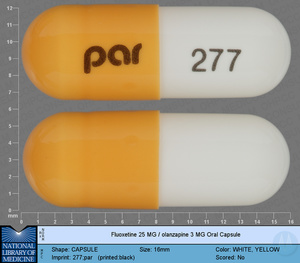 12
11
10
9
8
7
6
5
4
3
2
1
0
par 277
mm 1 2 3 4 5 6 7 8 9 10 11 12 13 14 15 16
NATIONAL
LIBRARY OF
MEDICINE
Fluoxetine 25 MG / olanzapine 3 MG Oral Capsule
Shape: CAPSULE Size: 16mm Color: WHITE, YELLOW
Imprint: 277;par (printed:black) Scored: No